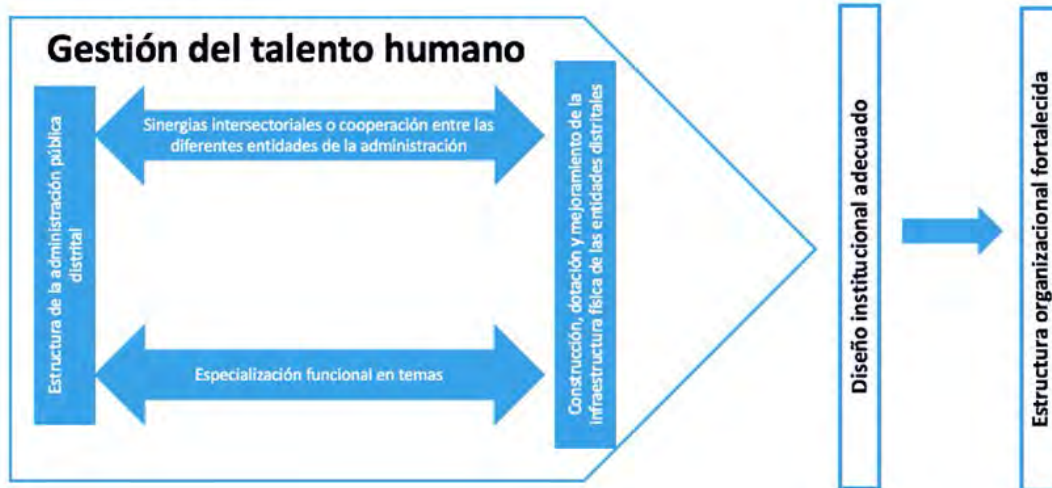 Gestión del talento humano
Estructura de la administración pública
distrital
Sinergias intersectoriales o cooperación entre las
diferentes entidades de la administración
Especialización funcional en temas
Construcción, dotación y mejoramiento de la
infraestructura física de las entidades distritales
Diseño institucional adecuado
Estructura organizacional fortalecida